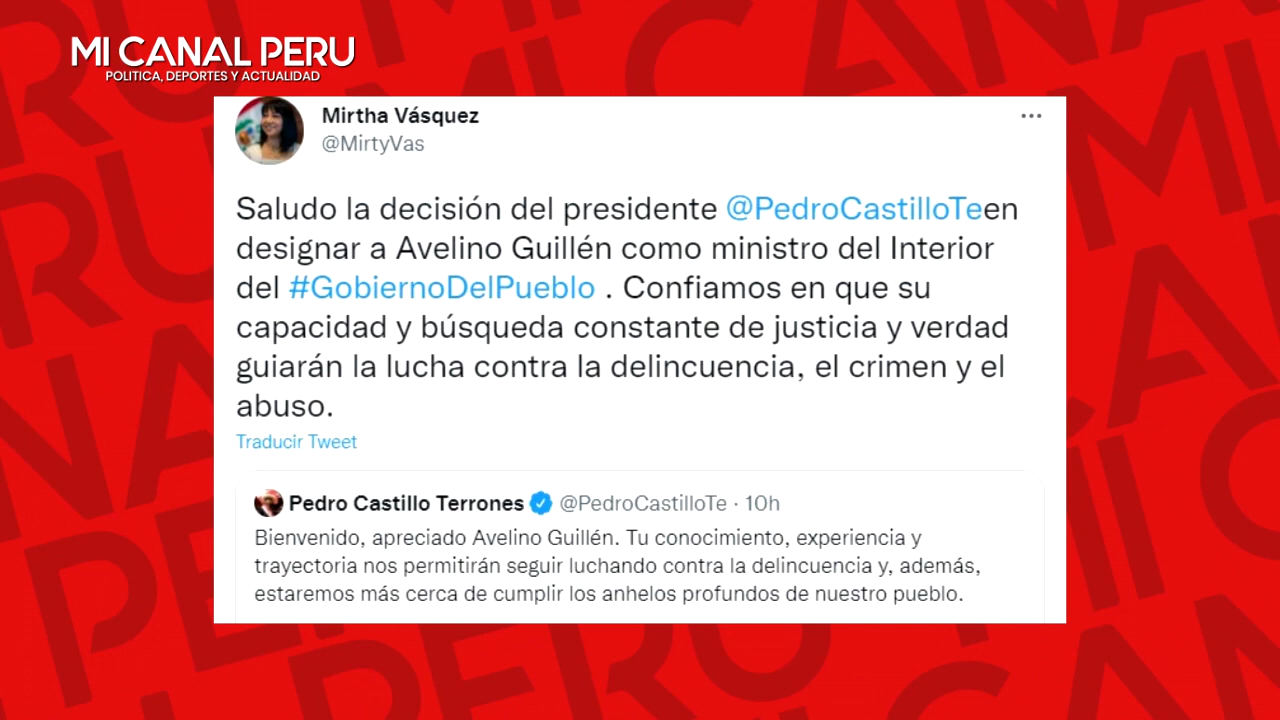 MI CANAL PERU
POLITICA, DEPORTES Y ACTUALIDAD
Mirtha Vásquez
@MirtyVas
Saludo la decisión del presidente @PedroCastilloTeen
designar a Avelino Guillén como ministro del Interior
del #GobiernoDelPueblo . Confiamos en que su
capacidad y búsqueda constante de justicia y verdad
guiarán la lucha contra la delincuencia, el crimen y el
abuso.
Traducir Tweet
Pedro Castillo Terrones @PedroCastilloTe · 10h
Bienvenido, apreciado Avelino Guillén. Tu conocimiento, experiencia y
trayectoria nos permitirán seguir luchando contra la delincuencia y, además,
estaremos más cerca de cumplir los anhelos profundos de nuestro pueblo.